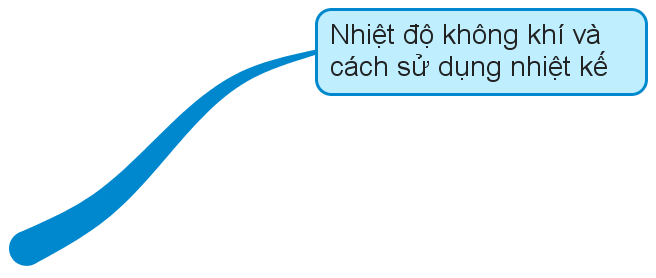 Nhiệt độ không khí và
cách sử dụng nhiệt kế